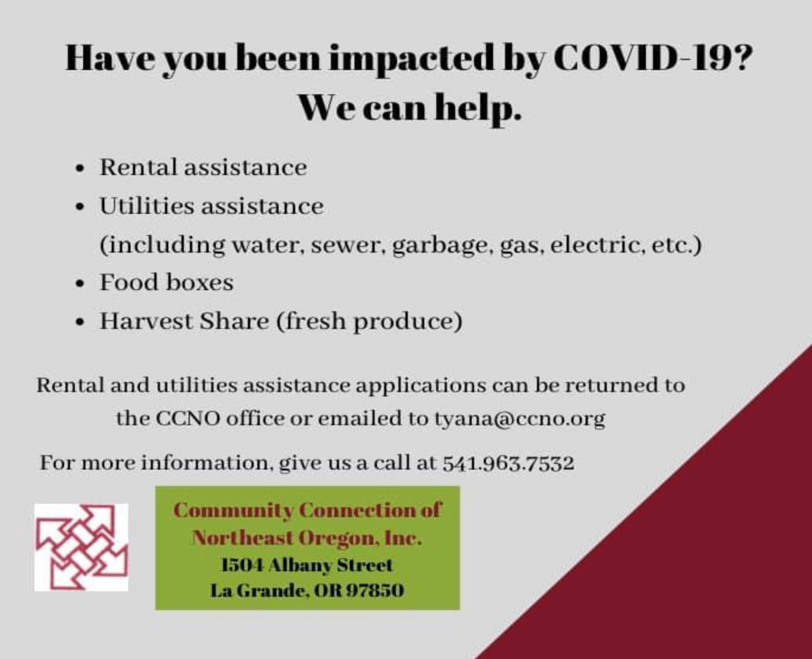 Have you been impacted by COVID-19?
We can help.
• Rental assistance
• Utilities assistance
(including water, sewer, garbage, gas, electric, etc.)
• Food boxes
• Harvest Share (fresh produce)
Rental and utilities assistance applications can be returned to
the CCNO office or emailed to tyana@ccno.org
For more information, give us a call at 541.963.7532
Community Connection of
Northeast Oregon, Inc.
1504 Albany Street
La Grande, OR 97850